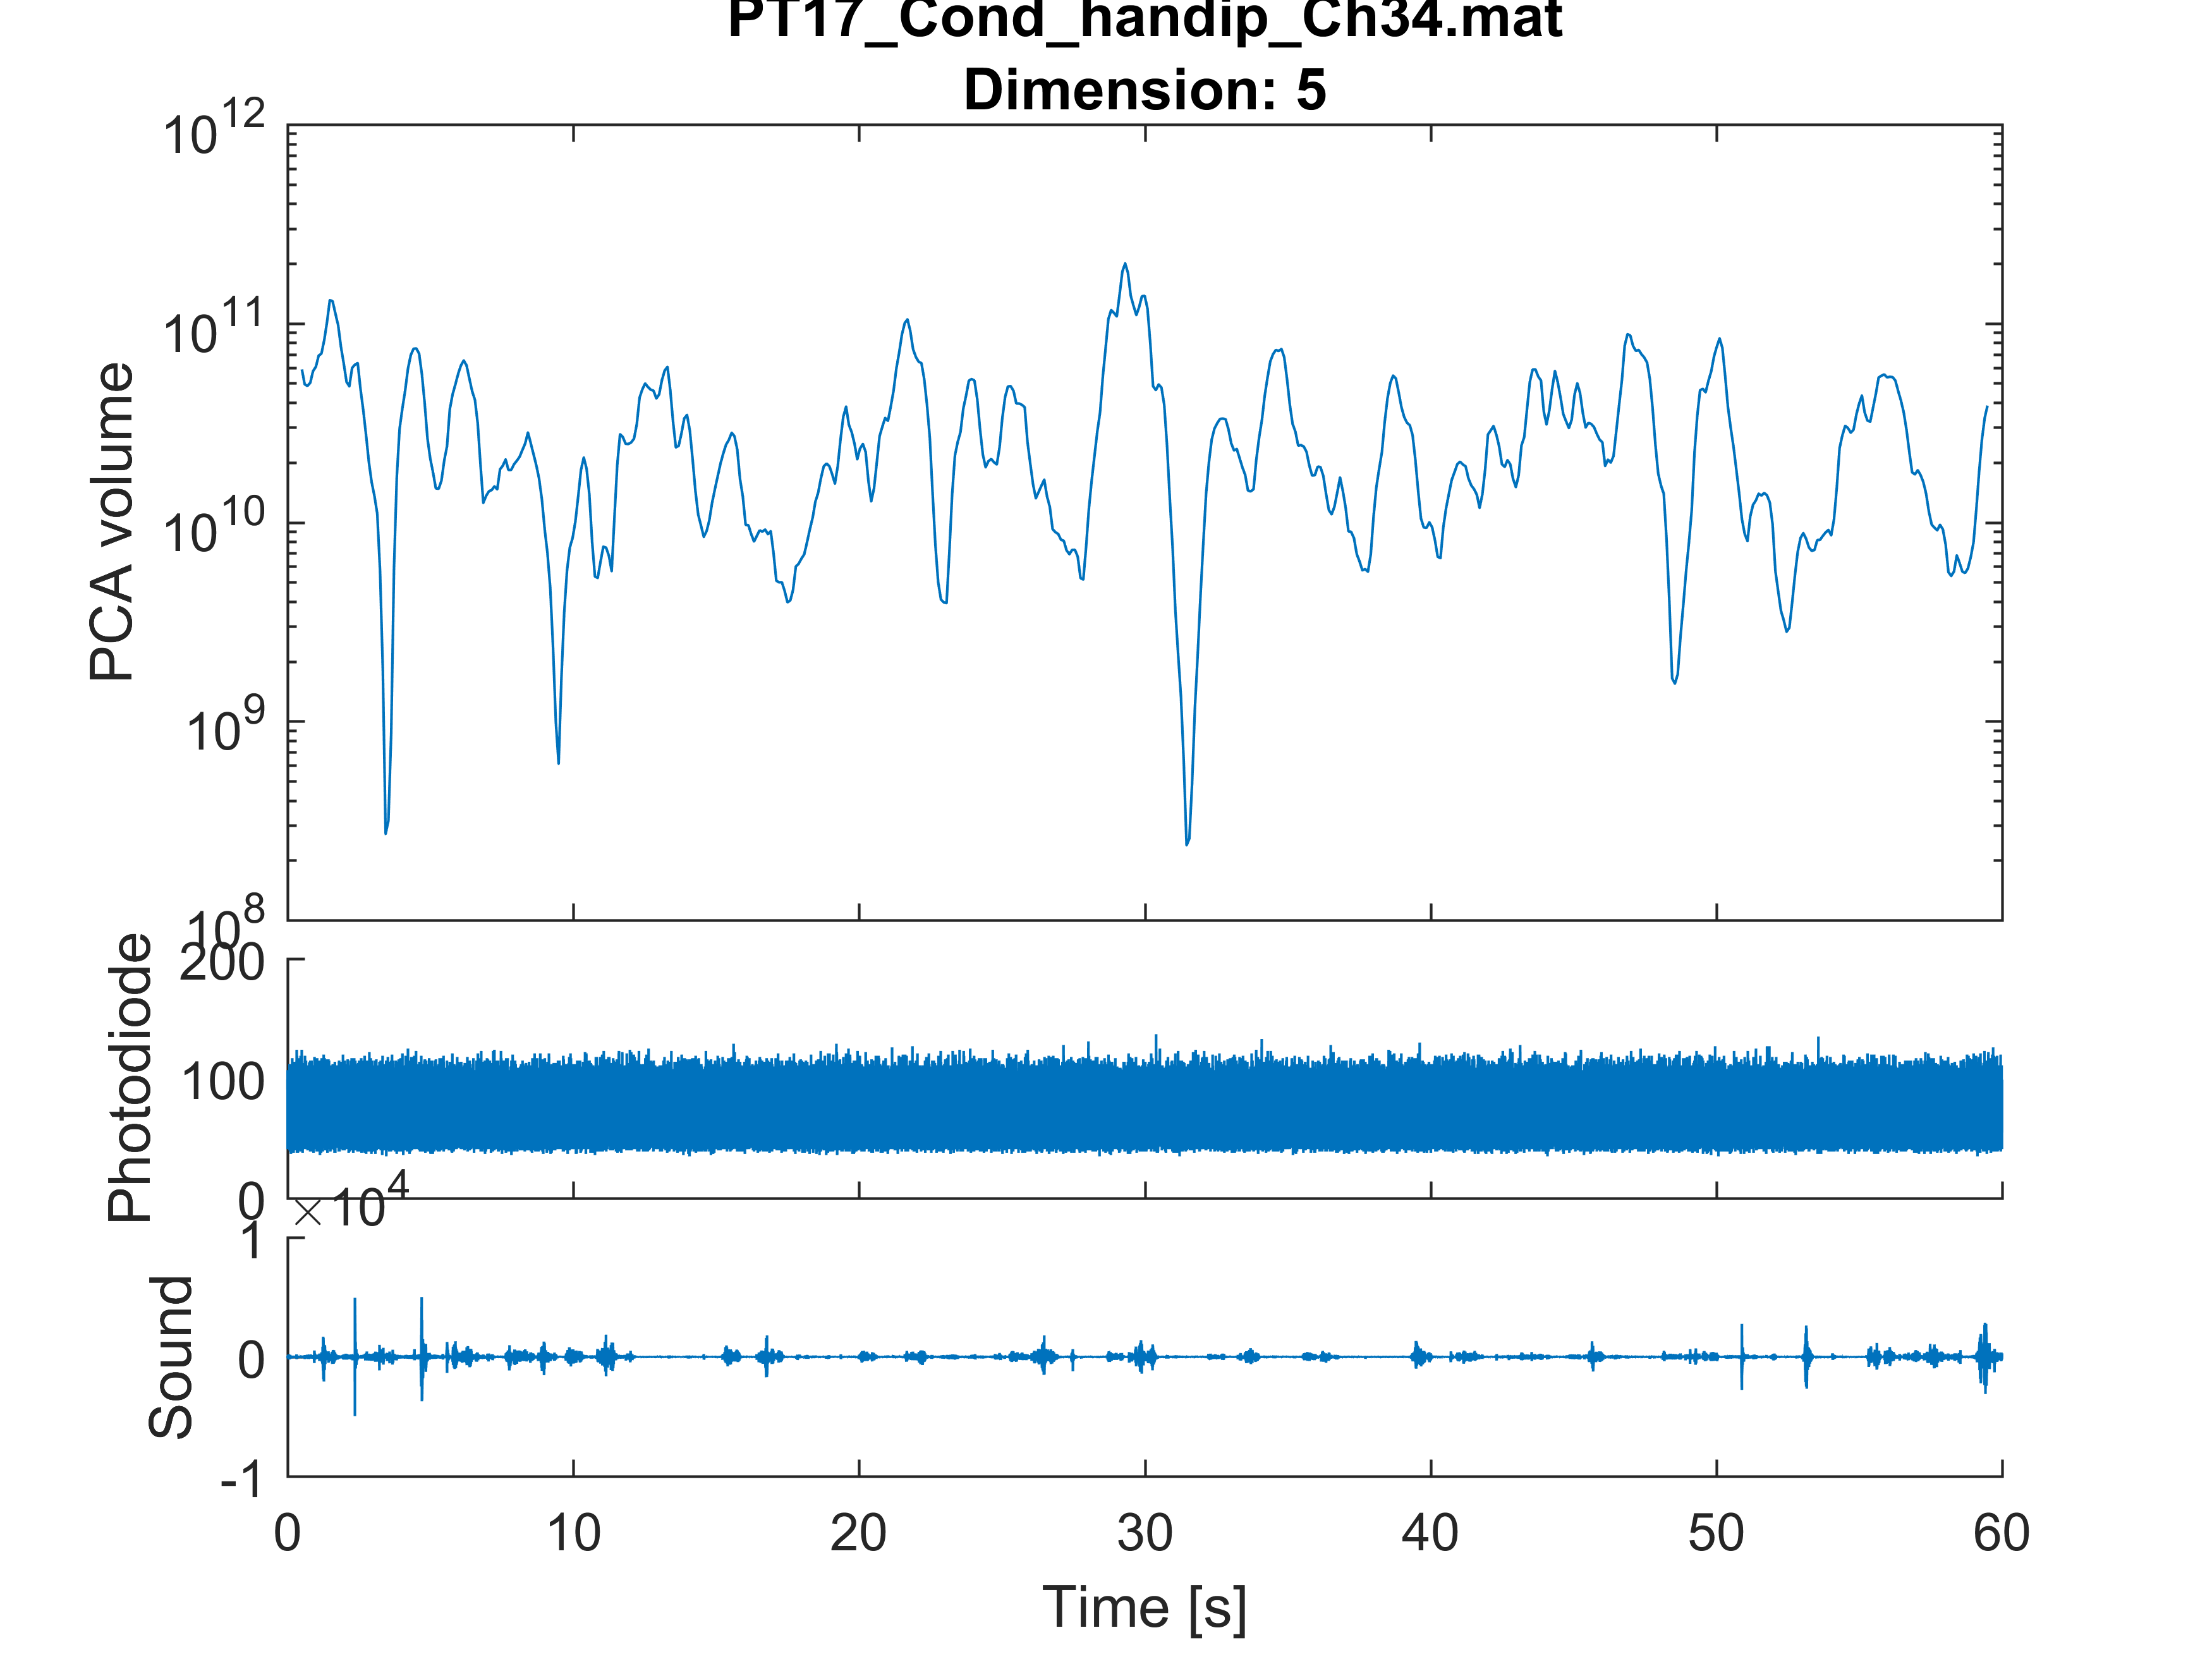 PT17_Cond_handip_Ch34.mat
Dimension: 5
10^12
10^11
10^10
10^9
10^8
PCA volume
200
100
0
Photodiode
×10^4
1
0
-1
Sound
0 10 20 30 40 50 60
Time [s]